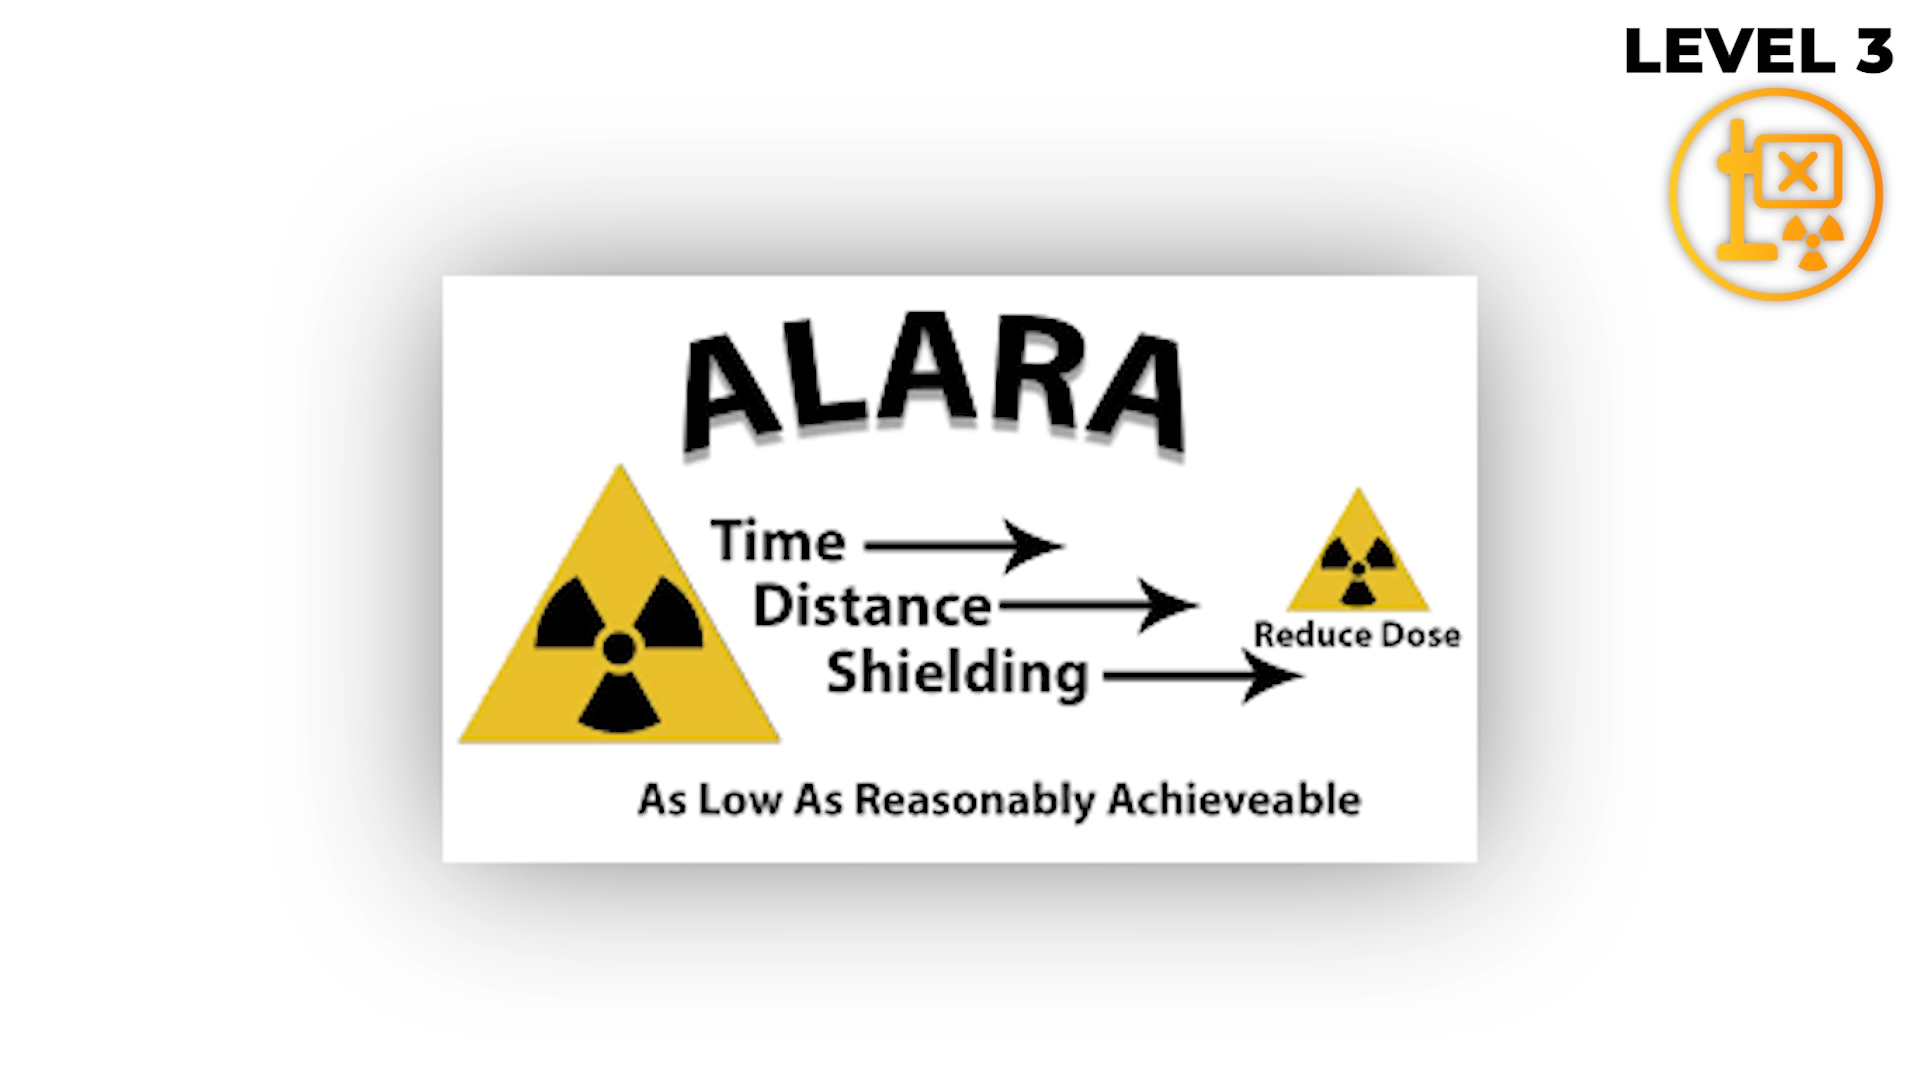 LEVEL 3
ALARA
Time
Distance
Shielding
Reduce Dose
As Low As Reasonably Achieveable